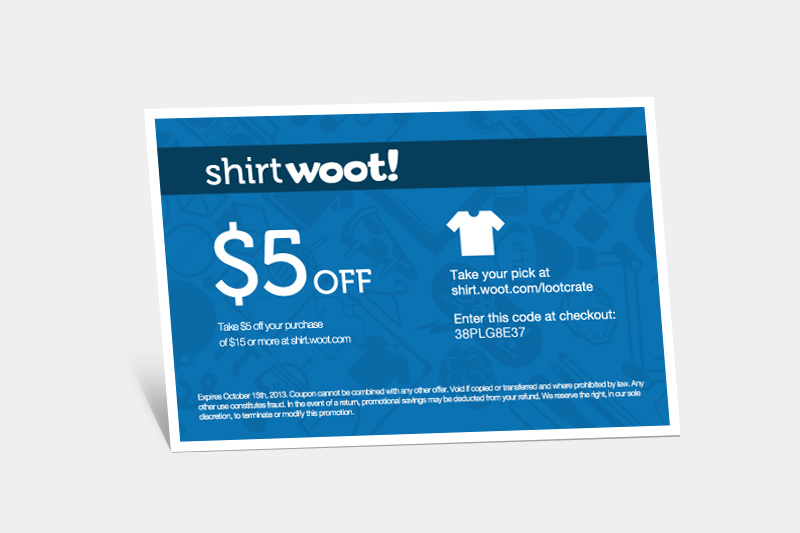 shirt woot!
$5 OFF
Take $5 off your purchase
of $15 or more at shirt.woot.com
Take your pick at
shirt.woot.com/lootcrate
Enter this code at checkout:
38PLG8E37
Expires October 15th, 2013. Coupon cannot be combined with any other offer. Void if copied or transferred and where prohibited by law. Any
other use constitutes fraud. In the event of a return, promotional savings may be deducted from your refund. We reserve the right, in our sole
discretion, to terminate or modify this promotion.